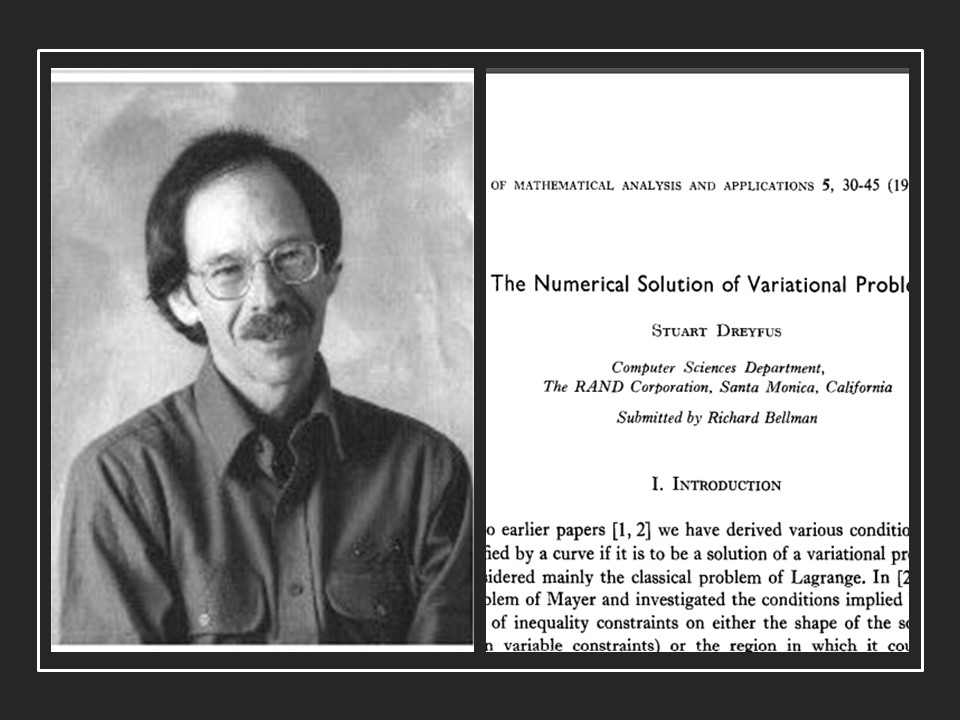 OF MATHEMATICAL ANALYSIS AND APPLICATIONS 5, 30-45 (19
The Numerical Solution of Variational Proble
STUART DREYFUS
Computer Sciences Department,
The RAND Corporation, Santa Monica, California
Submitted by Richard Bellman
I. INTRODUCTION
o earlier papers [1, 2] we have derived various conditio
fied by a curve if it is to be a solution of a variational pr
sidered mainly the classical problem of Lagrange. In [2
blem of Mayer and investigated the conditions implied
of inequality constraints on either the shape of the so
n variable constraints) or the region in which it cou